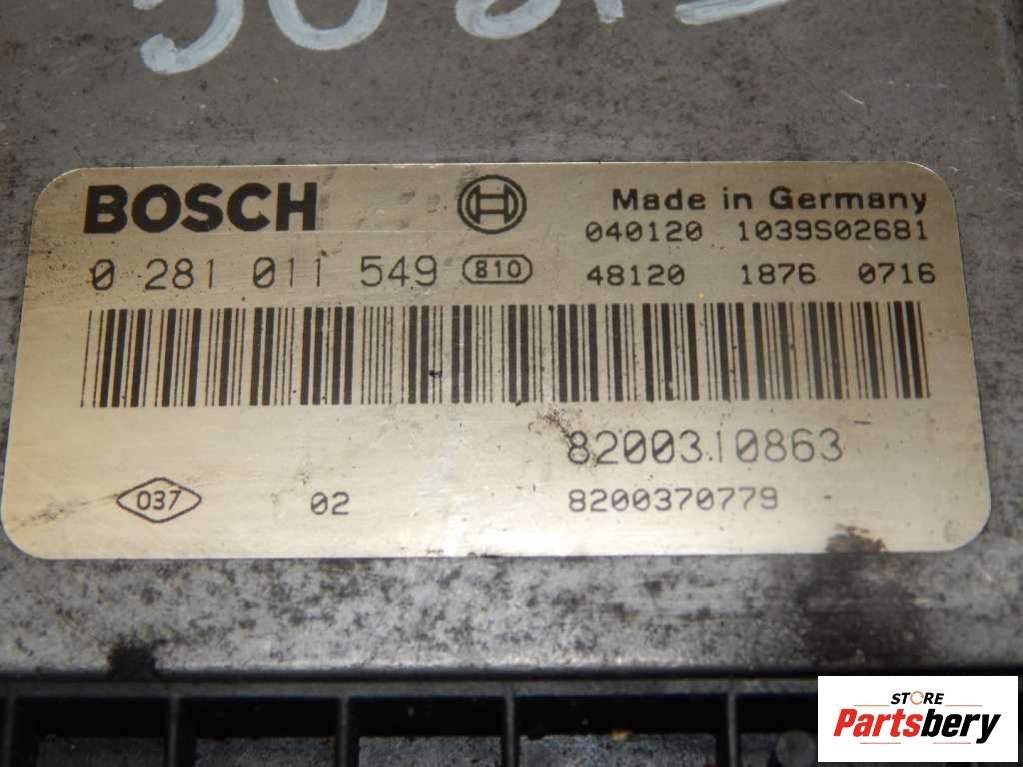 BOSCH
Made in Germany
040120 1039S02681
0 281 011 549 810
48120 1876 0716
8200310863
037 02 8200370779
STORE
Partsbery